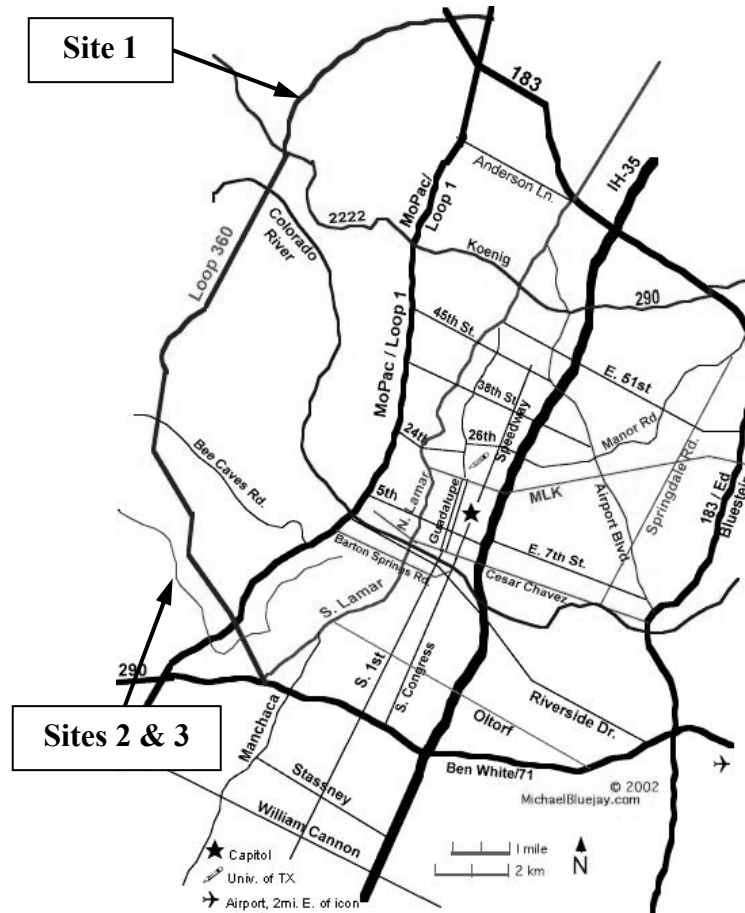 Site 1
183
Anderson Ln.
IH-35
MoPac/
Loop 1
2222
Koenig
Colorado
River
Loop 360
290
45th St.
MoPac / Loop 1
E. 51st
38th St.
Speedway
Manor Rd.
24th
26th
Bee Caves Rd.
N. Lamar
Guadalupe
MLK
Airport Blvd.
Springdale Rd.
183 / Ed
Bluestein
5th
E. 7th St.
Barton Springs Rd.
Cesar Chavez
S. Lamar
290
S. 1st
S. Congress
Riverside Dr.
Oltorf
Sites 2 & 3
Manchaca
Ben White/71
Stassney
© 2002
MichaelBluejay.com
William Cannon
Capitol
Univ. of TX
Airport, 2mi. E. of icon
1 mile
2 km
N